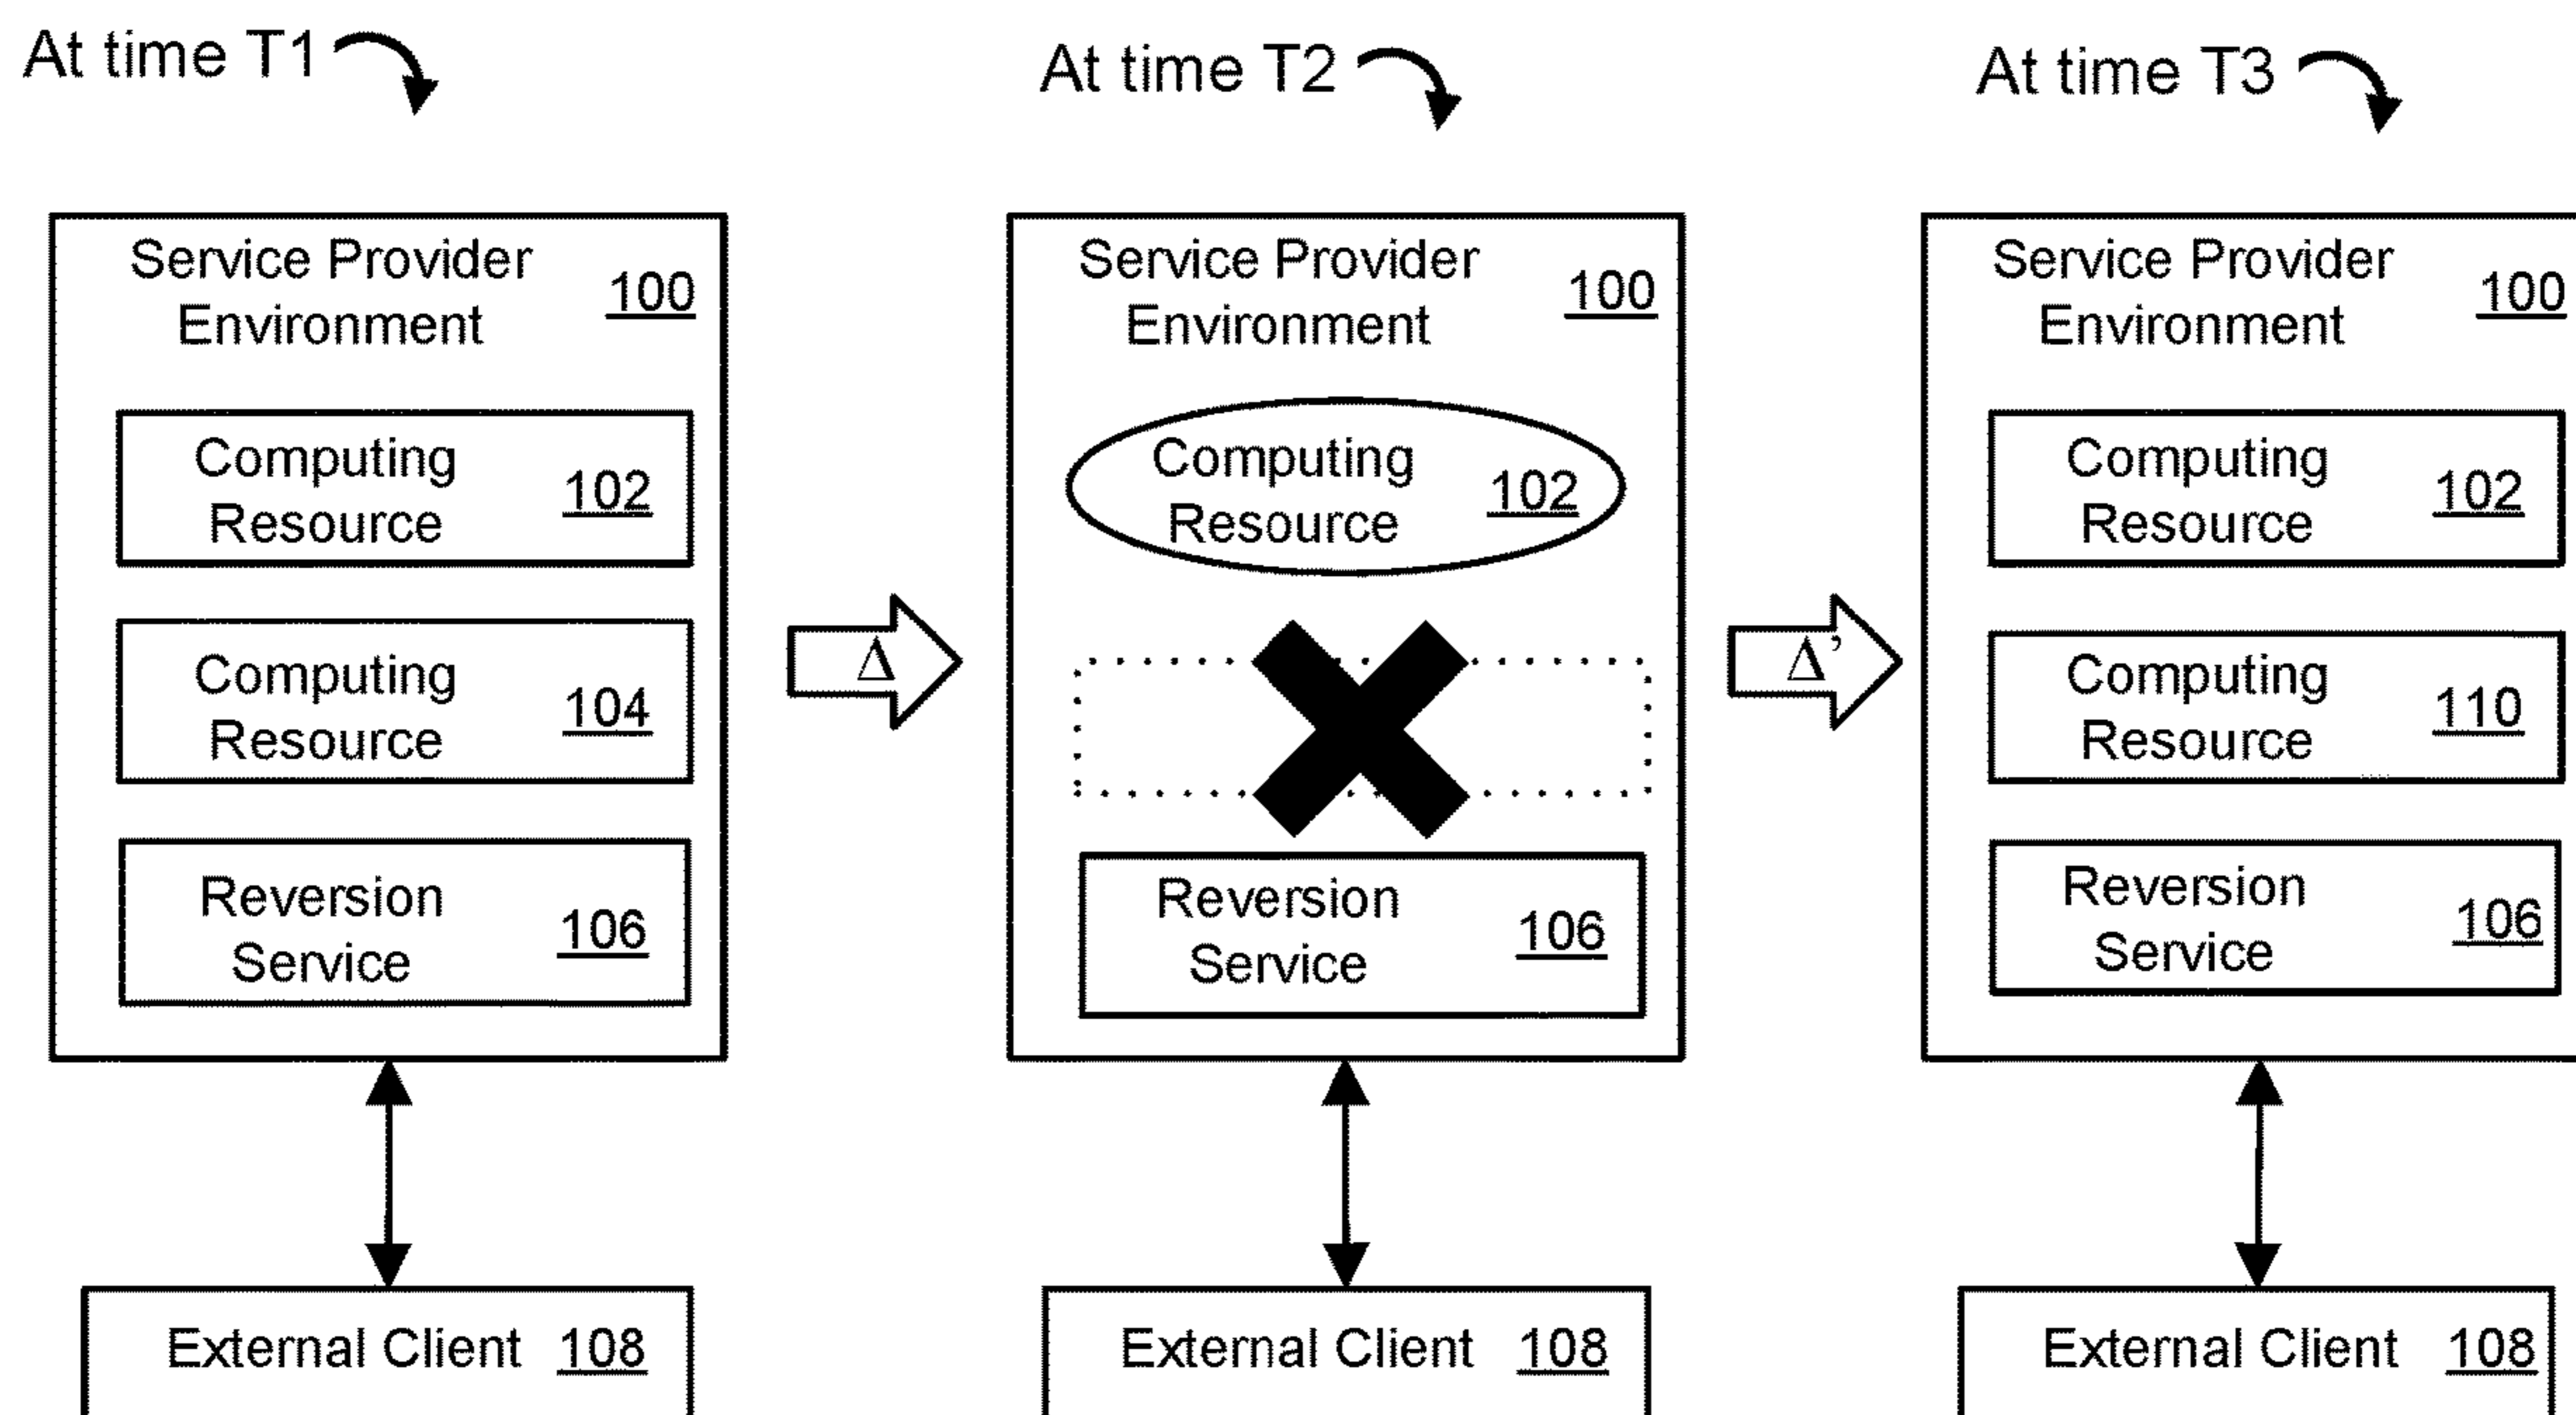 At time T1
At time T2
At time T3
Service Provider
Environment
100
Computing
Resource
102
Computing
Resource
104
Reversion
Service
106
External Client 108
Δ
Service Provider
Environment
100
Computing
Resource
102
Reversion
Service
106
External Client 108
Δ’
Service Provider
Environment
100
Computing
Resource
102
Computing
Resource
110
Reversion
Service
106
External Client 108